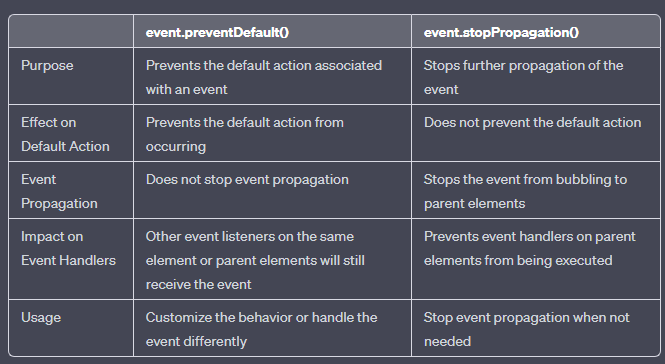 event.preventDefault() event.stopPropagation()
Purpose Prevents the default action associated Stops further propagation of the
with an event event
Effect on Prevents the default action from Does not prevent the default action
Default Action occurring
Event Does not stop event propagation Stops the event from bubbling to
Propagation parent elements
Impact on Other event listeners on the same Prevents event handlers on parent
Event Handlers element or parent elements will still elements from being executed
receive the event
Usage Customize the behavior or handle the Stop event propagation when not
event differently needed